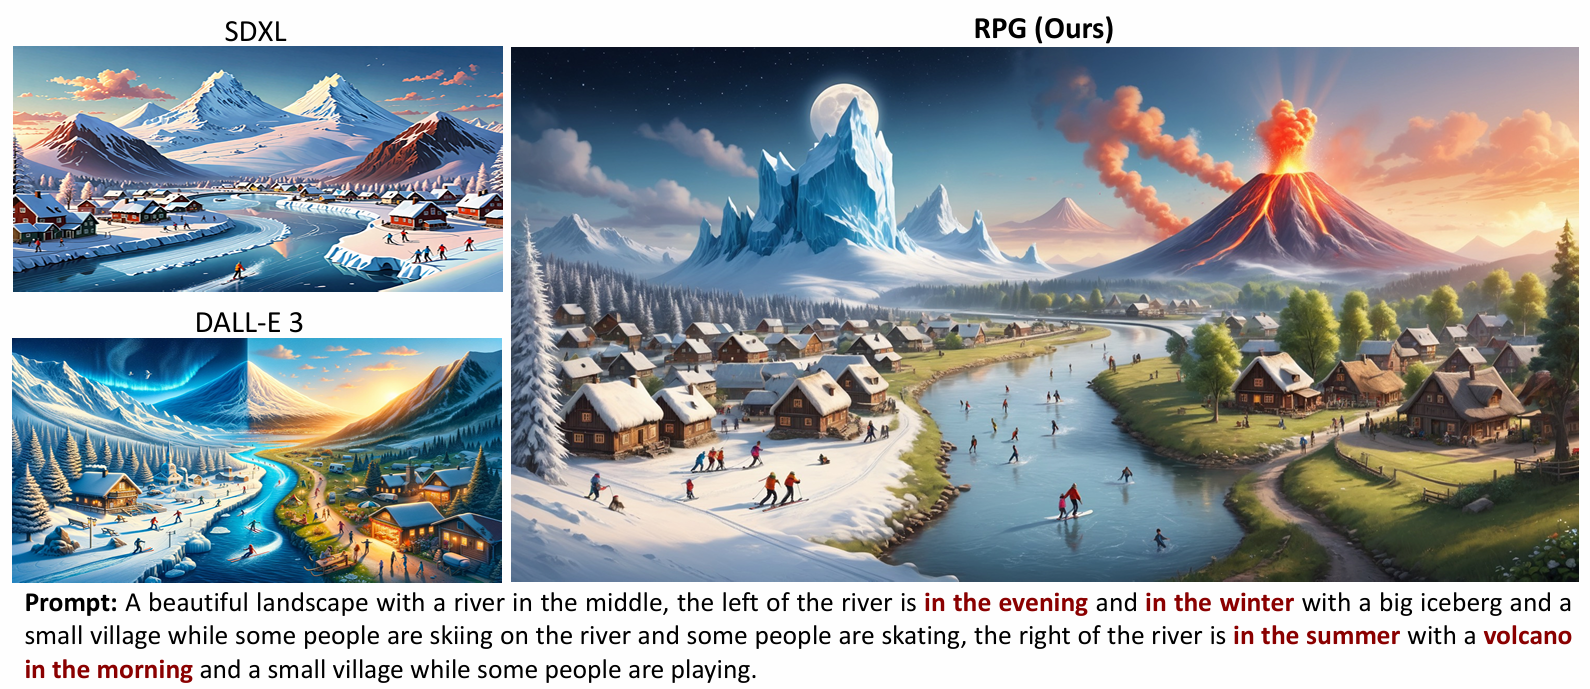 SDXL
RPG (Ours)
DALL-E 3
Prompt: A beautiful landscape with a river in the middle, the left of the river is in the evening and in the winter with a big iceberg and a
small village while some people are skiing on the river and some people are skating, the right of the river is in the summer with a volcano
in the morning and a small village while some people are playing.